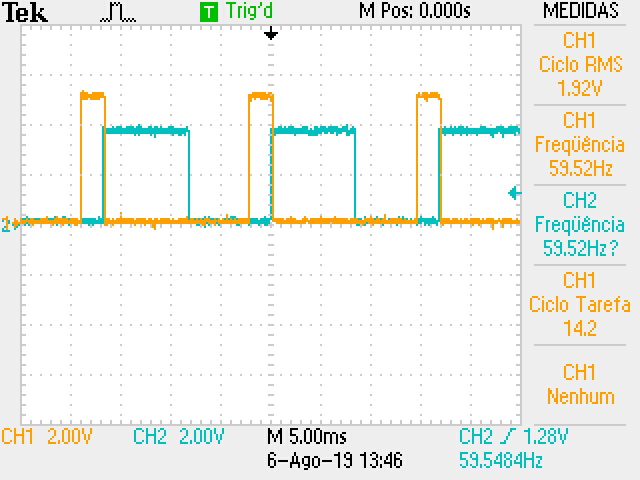 Tek T Trig'd M Pos: 0.000s MEDIDAS
CH1
Ciclo RMS
1.92V
CH1
Freqüência
59.52Hz
CH2
Freqüência
59.52Hz?
CH1
Ciclo Tarefa
14.2
CH1
Nenhum
CH1 2.00V CH2 2.00V M 5.00ms CH2 1.28V
6-Ago-19 13:46 59.5484Hz